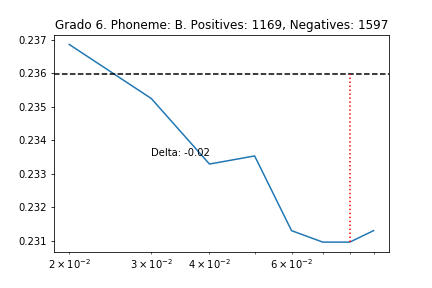 Grado 6. Phoneme: B. Positives: 1169, Negatives: 1597
0.237
0.236
0.235
0.234
0.233
0.232
0.231
Delta: -0.02
2 × 10⁻² 3 × 10⁻² 4 × 10⁻² 6 × 10⁻²